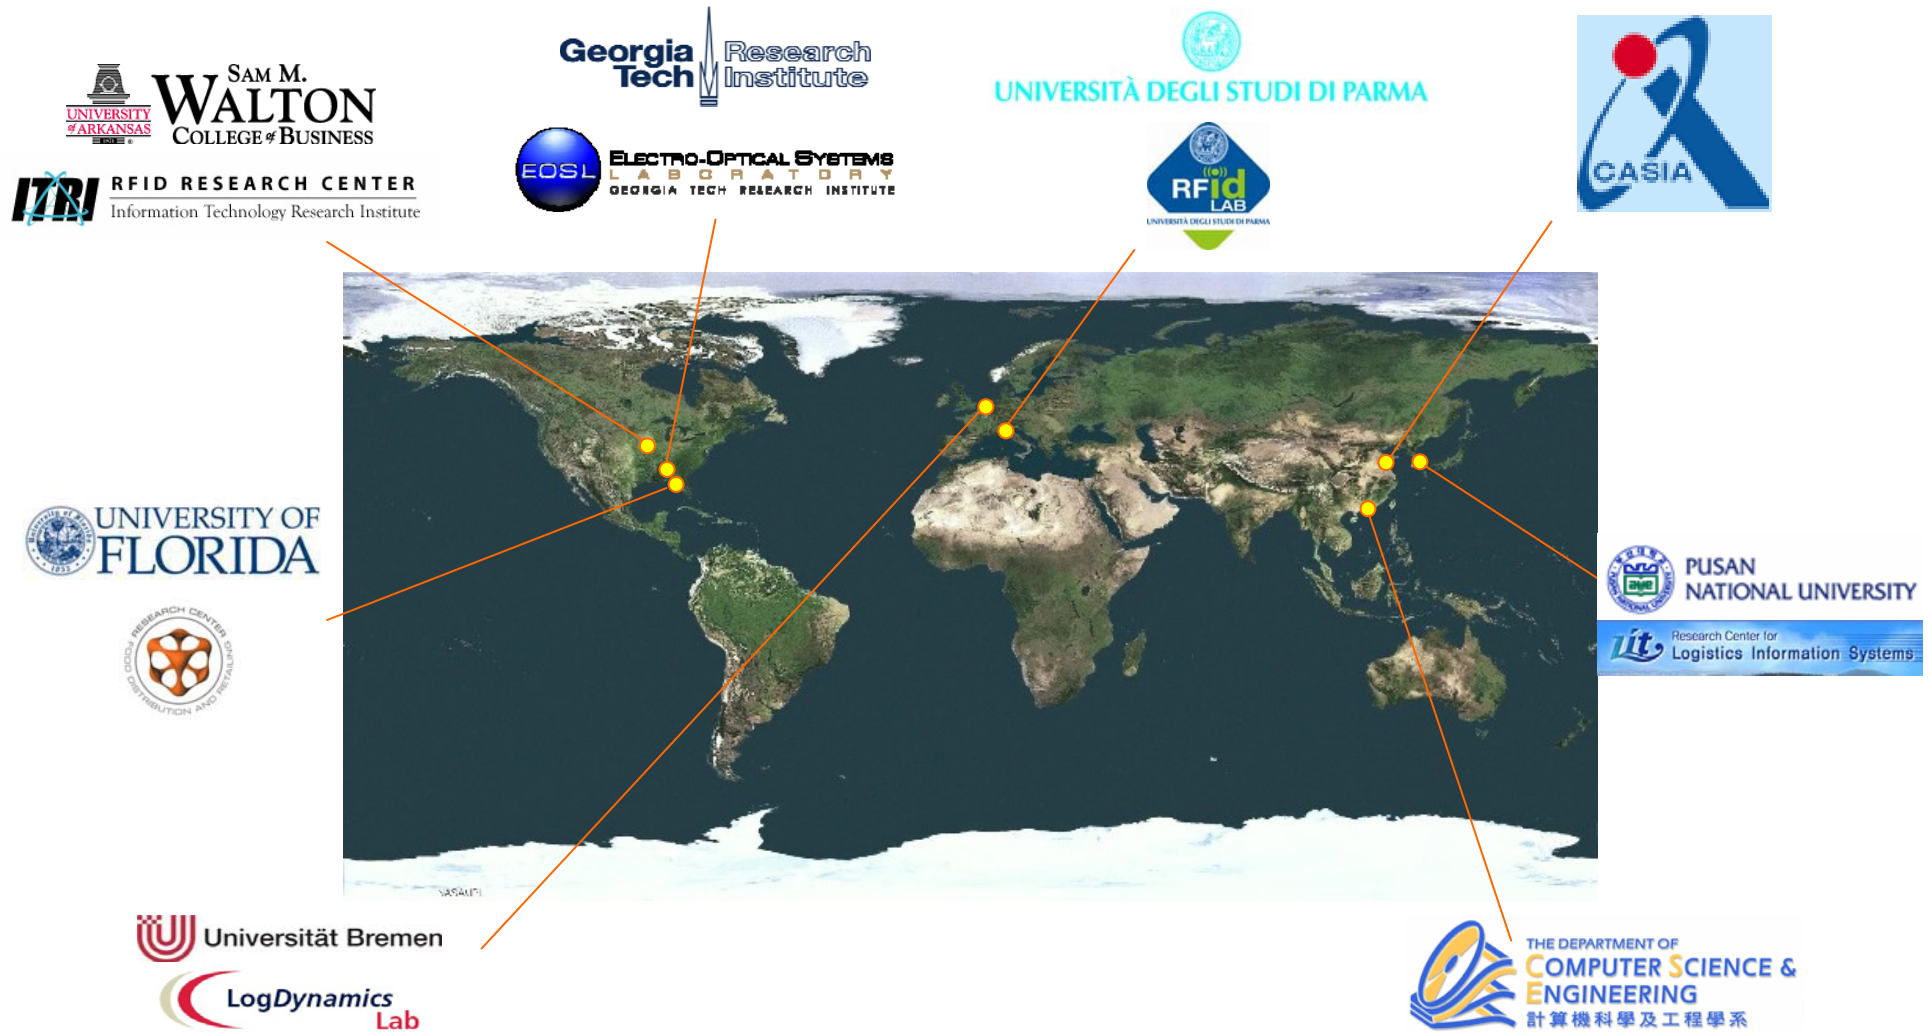 UNIVERSITY
of ARKANSAS
SAM M.
WALTON
COLLEGE of BUSINESS
ITRI
RFID RESEARCH CENTER
Information Technology Research Institute
Georgia
Tech
Research
Institute
EOSL
ELECTRO-OPTICAL SYSTEMS
LABORATORY
GEORGIA TECH RESEARCH INSTITUTE
UNIVERSITÀ DEGLI STUDI DI PARMA
RFid
LAB
UNIVERSITÀ DEGLI STUDI DI PARMA
CASIA
UNIVERSITY OF
FLORIDA
RESEARCH CENTER
FOOD DISTRIBUTION AND RETAILING
PUSAN
NATIONAL UNIVERSITY
Research Center for
Logistics Information Systems
Universität Bremen
LogDynamics
Lab
THE DEPARTMENT OF
COMPUTER SCIENCE &
ENGINEERING
計算機科學及工程學系